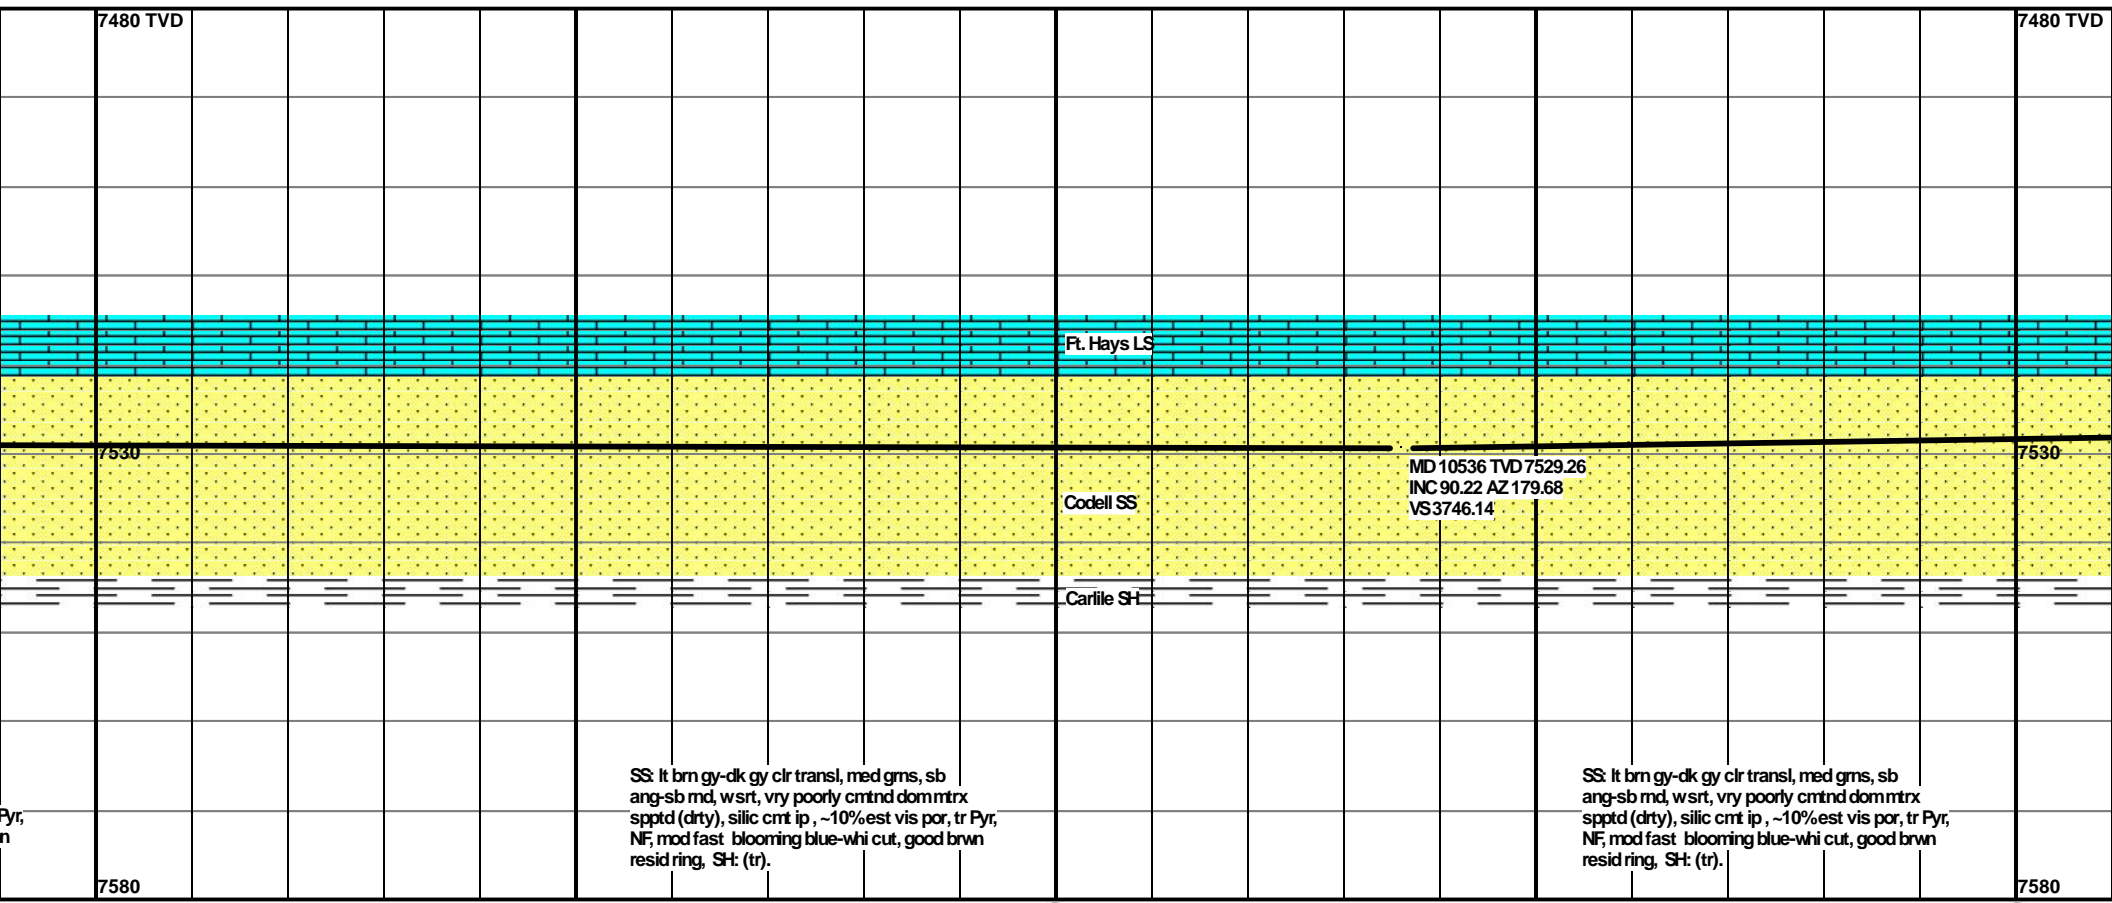 7480 TVD
7480 TVD
Ft. Hays LS
7530
7530
MD 10536 TVD 7529.26
INC 90.22 AZ 179.68
VS 3746.14
Codell SS
Carlile SH
Pyr,
n
SS: lt brn gy-dk gy clr transl, med grns, sb
ang-sb rnd, w srt, vry poorly cmtnd dom mtrx
spptd (drty), silic cmt ip , ~10% est vis por, tr Pyr,
NF, mod fast blooming blue-whi cut, good brwn
resid ring, SH: (tr).
SS: lt brn gy-dk gy clr transl, med grns, sb
ang-sb rnd, w srt, vry poorly cmtnd dom mtrx
spptd (drty), silic cmt ip , ~10% est vis por, tr Pyr,
NF, mod fast blooming blue-whi cut, good brwn
resid ring, SH: (tr).
7580
7580